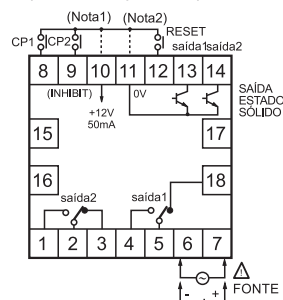 (Nota1) (Nota2)
CP1 CP2 RESET
saída1 saída2
8 9 10 11 12 13 14
(INHIBIT) 0V
+12V
50mA
SAÍDA
ESTADO
SÓLIDO
15 17
16 18
saída2 saída1
1 2 3 4 5 6 7
FONTE
- +